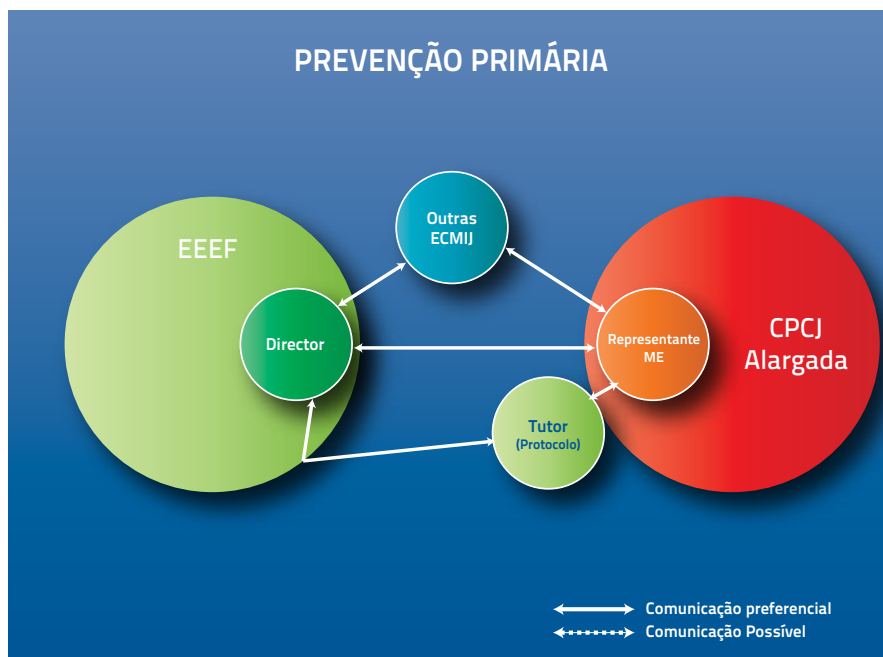 PREVENÇÃO PRIMÁRIA
Outras
ECMIJ
EEEF
Director
Representante
ME
CPCJ
Alargada
Tutor
(Protocolo)
Comunicação preferencial
Comunicação Possível